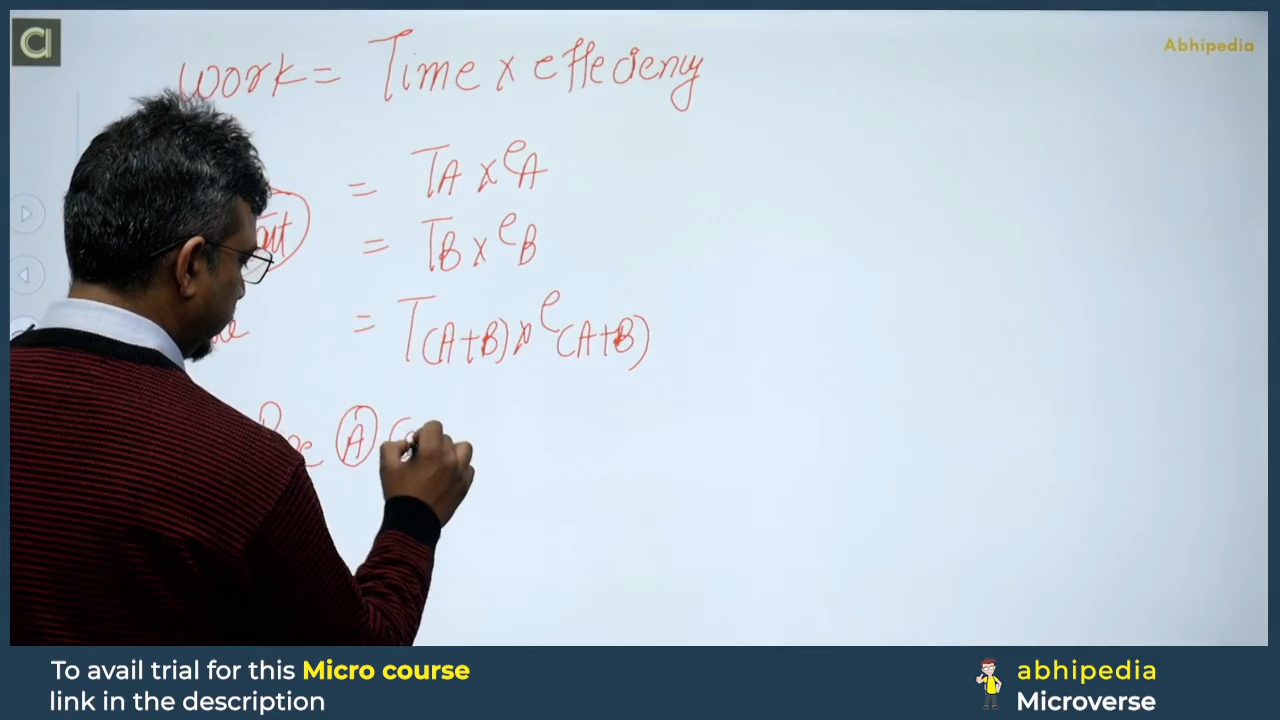 a
Abhipedia
Work = Time x effeciency
= TA x eA
= TB x eB
= T(A+B) x e(A+B)
Pipe A
To avail trial for this Micro course
link in the description
abhipedia
Microverse